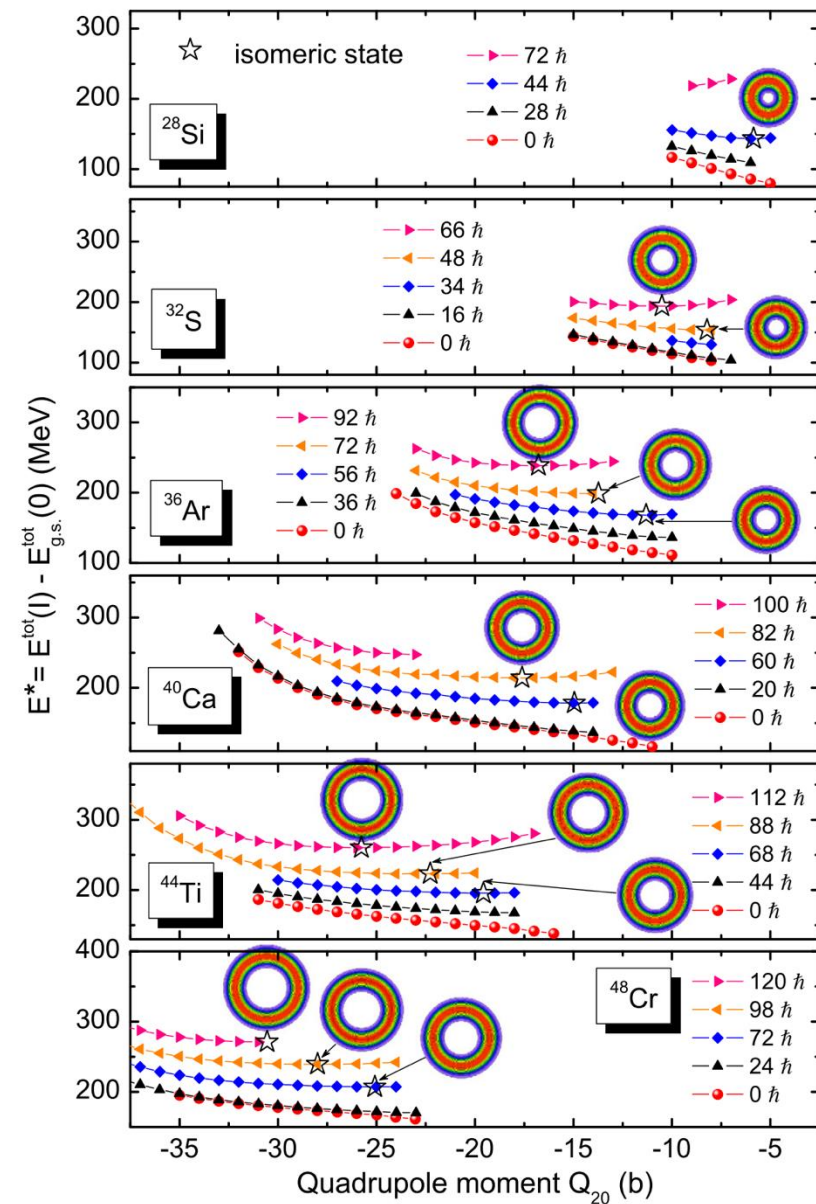 E* = E^tot(I) - E^tot_g.s.(0) (MeV)
300
200
100
☆ isomeric state
²⁸Si
72 ℏ
44 ℏ
28 ℏ
0 ℏ
300
200
100
³²S
66 ℏ
48 ℏ
34 ℏ
16 ℏ
0 ℏ
300
200
100
³⁶Ar
92 ℏ
72 ℏ
56 ℏ
36 ℏ
0 ℏ
300
200
⁴⁰Ca
100 ℏ
82 ℏ
60 ℏ
20 ℏ
0 ℏ
300
200
⁴⁴Ti
112 ℏ
88 ℏ
68 ℏ
44 ℏ
0 ℏ
400
300
200
⁴⁸Cr
120 ℏ
98 ℏ
72 ℏ
24 ℏ
0 ℏ
-35 -30 -25 -20 -15 -10 -5
Quadrupole moment Q₂₀ (b)